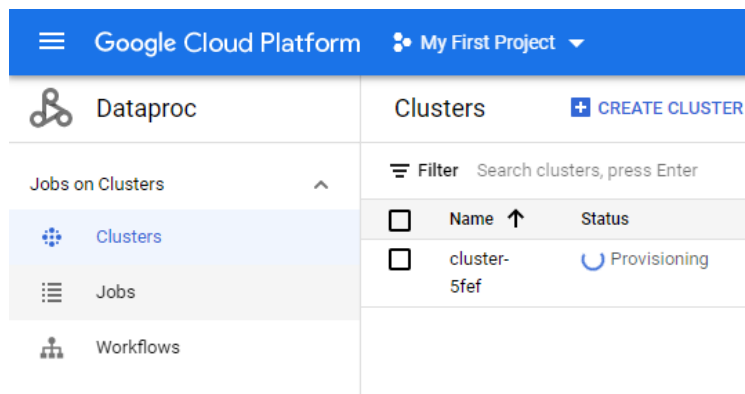 Google Cloud Platform My First Project
Dataproc Clusters CREATE CLUSTER
Jobs on Clusters Filter Search clusters, press Enter
Name Status
Clusters
cluster- Provisioning
5fef
Jobs
Workflows